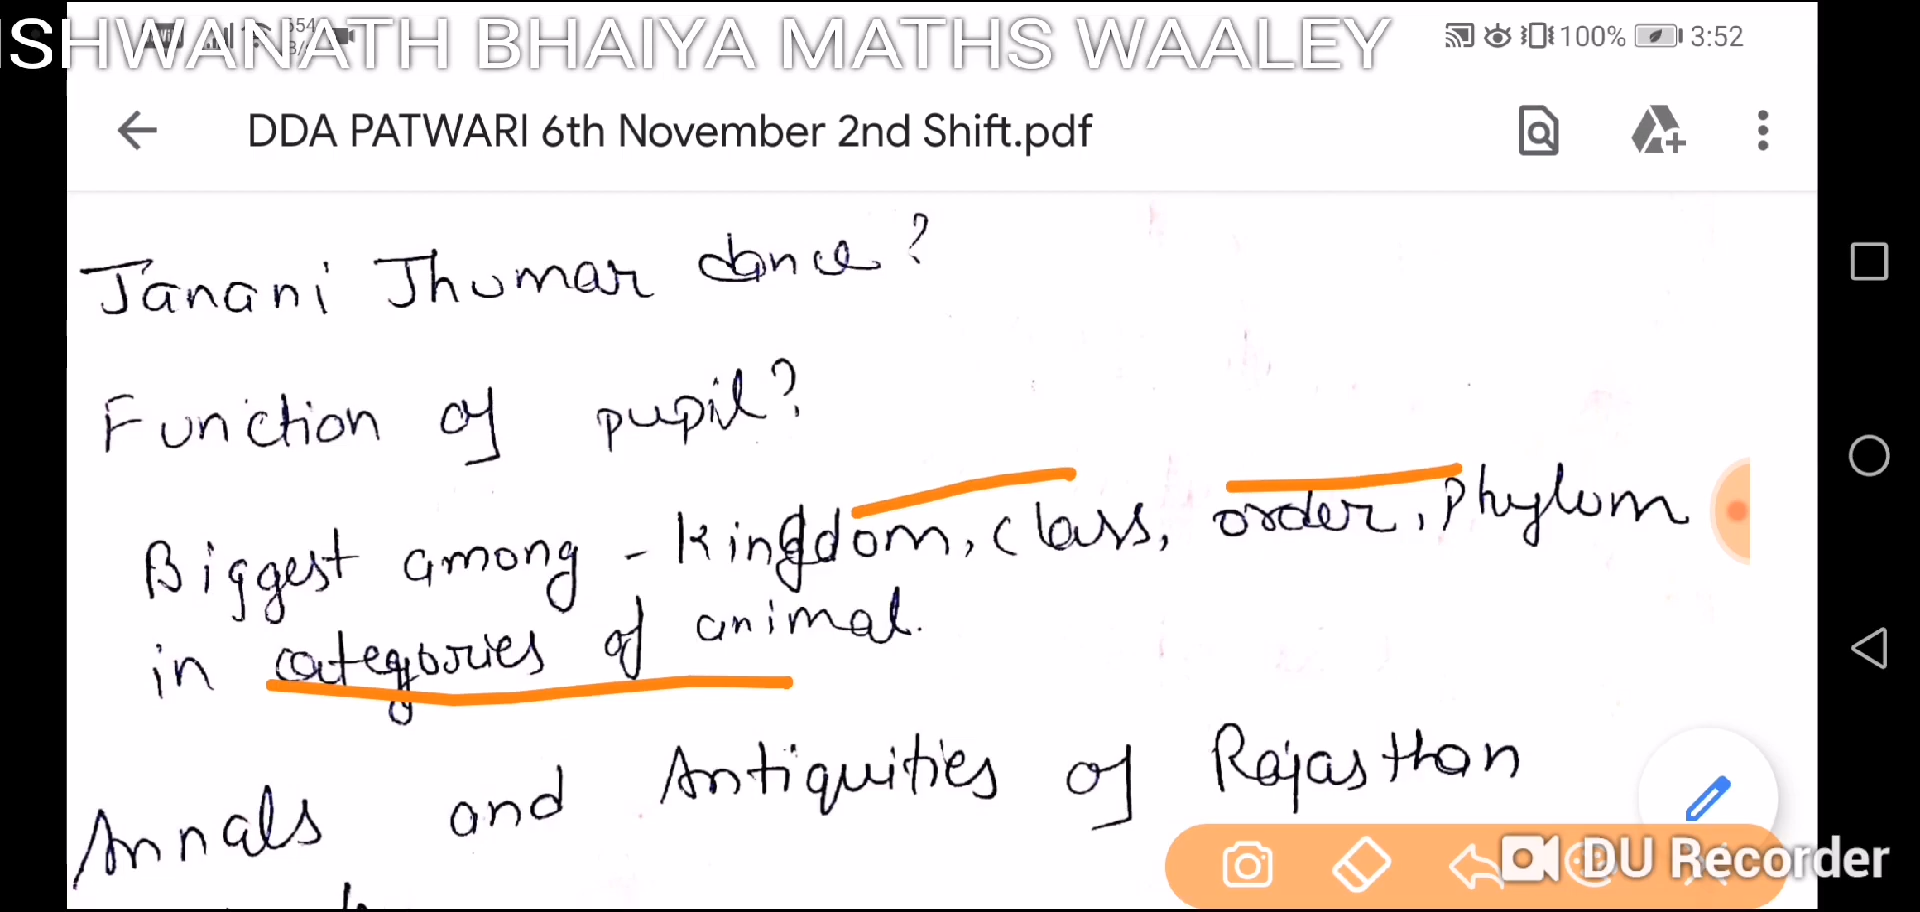 ISHWANATH BHAIYA MATHS WAALEY
100% 3:52
DDA PATWARI 6th November 2nd Shift.pdf
Janani Jhumar dance?
Function of pupil?
Biggest among - Kingdom, class, order, Phylum
in categories of animal.
Annals and Antiquities of Rajasthan
DU Recorder